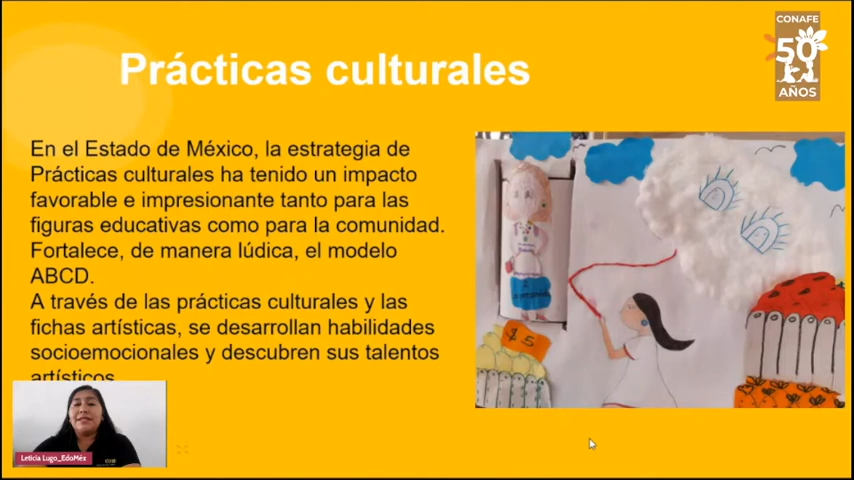 CONAFE
50
AÑOS
Prácticas culturales
En el Estado de México, la estrategia de
Prácticas culturales ha tenido un impacto
favorable e impresionante tanto para las
figuras educativas como para la comunidad.
Fortalece, de manera lúdica, el modelo
ABCD.
A través de las prácticas culturales y las
fichas artísticas, se desarrollan habilidades
socioemocionales y descubren sus talentos
artísticos
$ 5
Leticia Lugo_EdoMéx